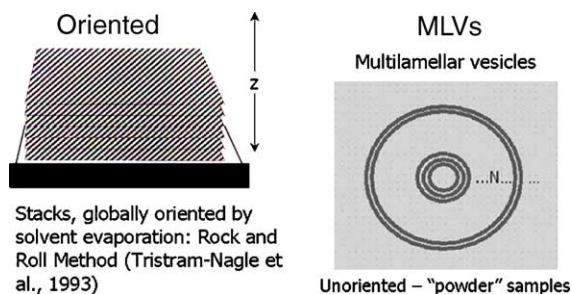 Oriented
z
Stacks, globally oriented by
solvent evaporation: Rock and
Roll Method (Tristram-Nagle et
al., 1993)
MLVs
Multilamellar vesicles
...N... ...
Unoriented – “powder” samples